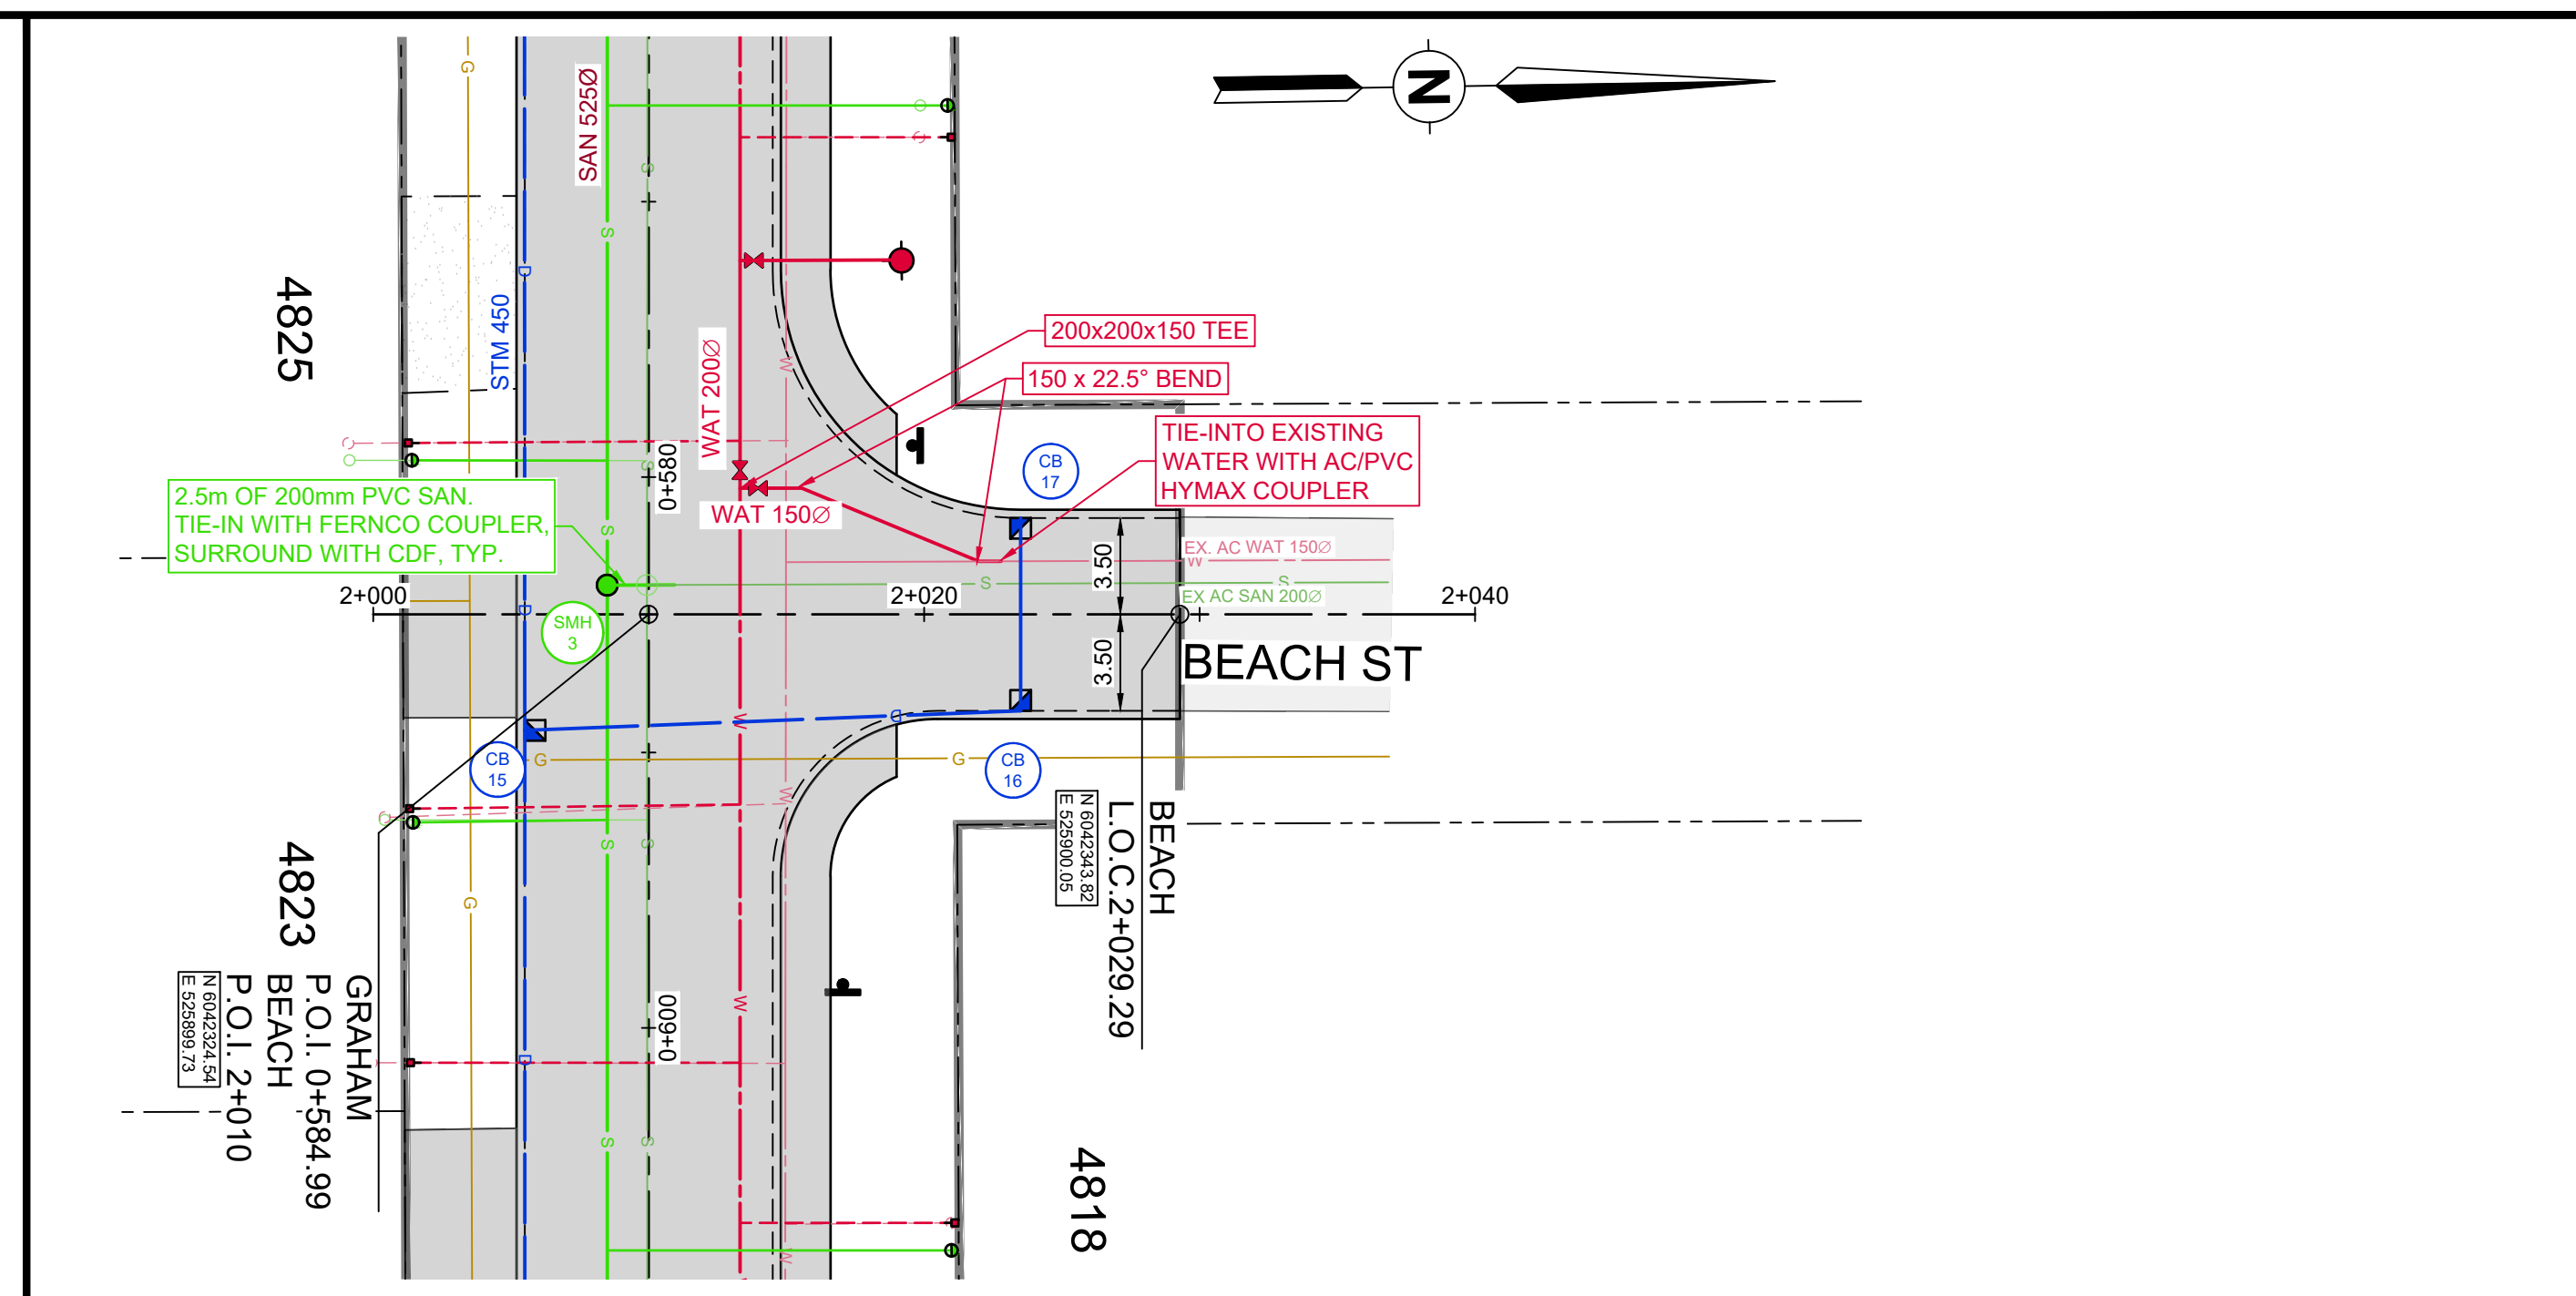 N
SAN 525Ø
4825
STM 450
WAT 200Ø
200x200x150 TEE
150 x 22.5° BEND
TIE-INTO EXISTING
WATER WITH AC/PVC
HYMAX COUPLER
CB
17
0+580
WAT 150Ø
2.5m OF 200mm PVC SAN.
TIE-IN WITH FERNCO COUPLER,
SURROUND WITH CDF, TYP.
EX. AC WAT 150Ø
EX AC SAN 200Ø
3.50
3.50
2+000
2+020
2+040
SMH
3
BEACH ST
CB
15
CB
16
BEACH
L.O.C.2+029.29
N 6042343.82
E 525900.05
4823
GRAHAM
P.O.I. 0+584.99
BEACH
P.O.I. 2+010
N 6042324.54
E 525899.73
0+600
4818
G
G
G
G
D
D
D
D
S
S
S
S
S
S
S
S
S
S
W
W
W
W
W
W